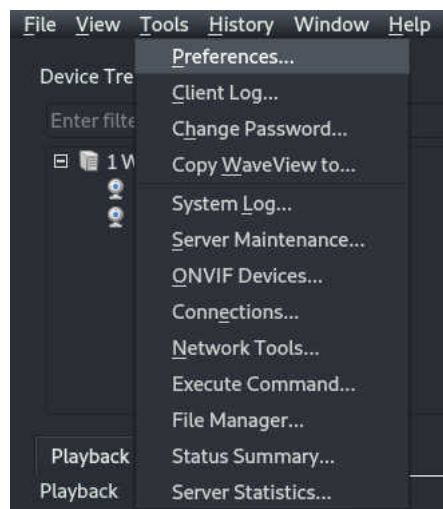 File View Tools History Window Help
Preferences...
Device Tre
Client Log...
Enter filte
Change Password...
1 W
Copy WaveView to...
System Log...
Server Maintenance...
ONVIF Devices...
Connections...
Network Tools...
Execute Command...
File Manager...
Playback
Status Summary...
Playback
Server Statistics...